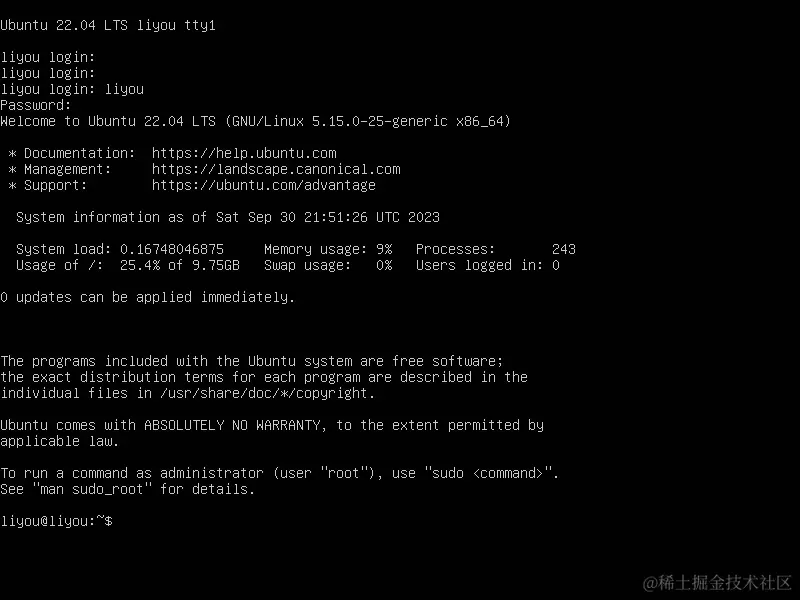 Ubuntu 22.04 LTS liyou tty1
liyou login:
liyou login:
liyou login: liyou
Password:
Welcome to Ubuntu 22.04 LTS (GNU/Linux 5.15.0-25-generic x86_64)
* Documentation: https://help.ubuntu.com
* Management: https://landscape.canonical.com
* Support: https://ubuntu.com/advantage
System information as of Sat Sep 30 21:51:26 UTC 2023
System load: 0.16748046875 Memory usage: 9% Processes: 243
Usage of /: 25.4% of 9.75GB Swap usage: 0% Users logged in: 0
0 updates can be applied immediately.
The programs included with the Ubuntu system are free software;
the exact distribution terms for each program are described in the
individual files in /usr/share/doc/*/copyright.
Ubuntu comes with ABSOLUTELY NO WARRANTY, to the extent permitted by
applicable law.
To run a command as administrator (user "root"), use "sudo <command>".
See "man sudo_root" for details.
liyou@liyou:~$
@稀土掘金技术社区